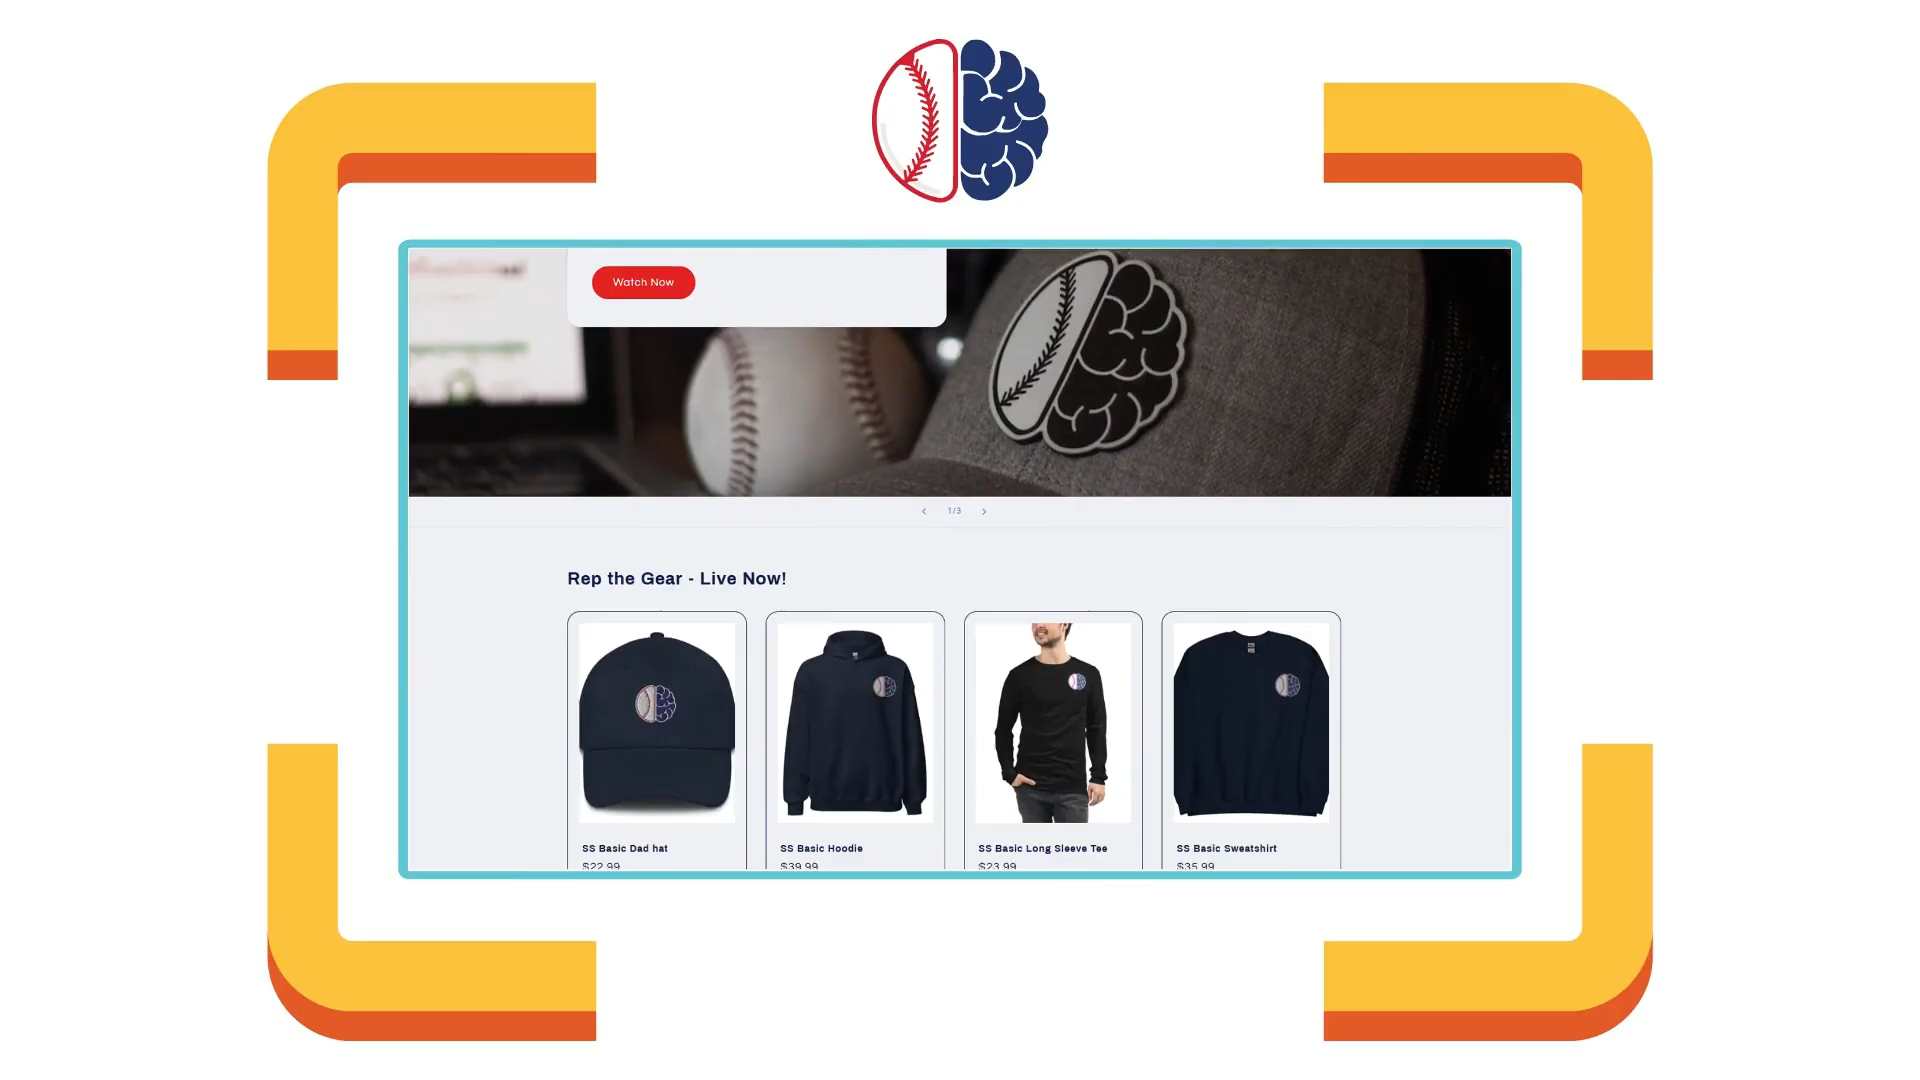 Watch Now
1/3
Rep the Gear - Live Now!
SS Basic Dad hat
SS Basic Hoodie
SS Basic Long Sleeve Tee
SS Basic Sweatshirt
$22.99
$39.99
$23.99
$35.99